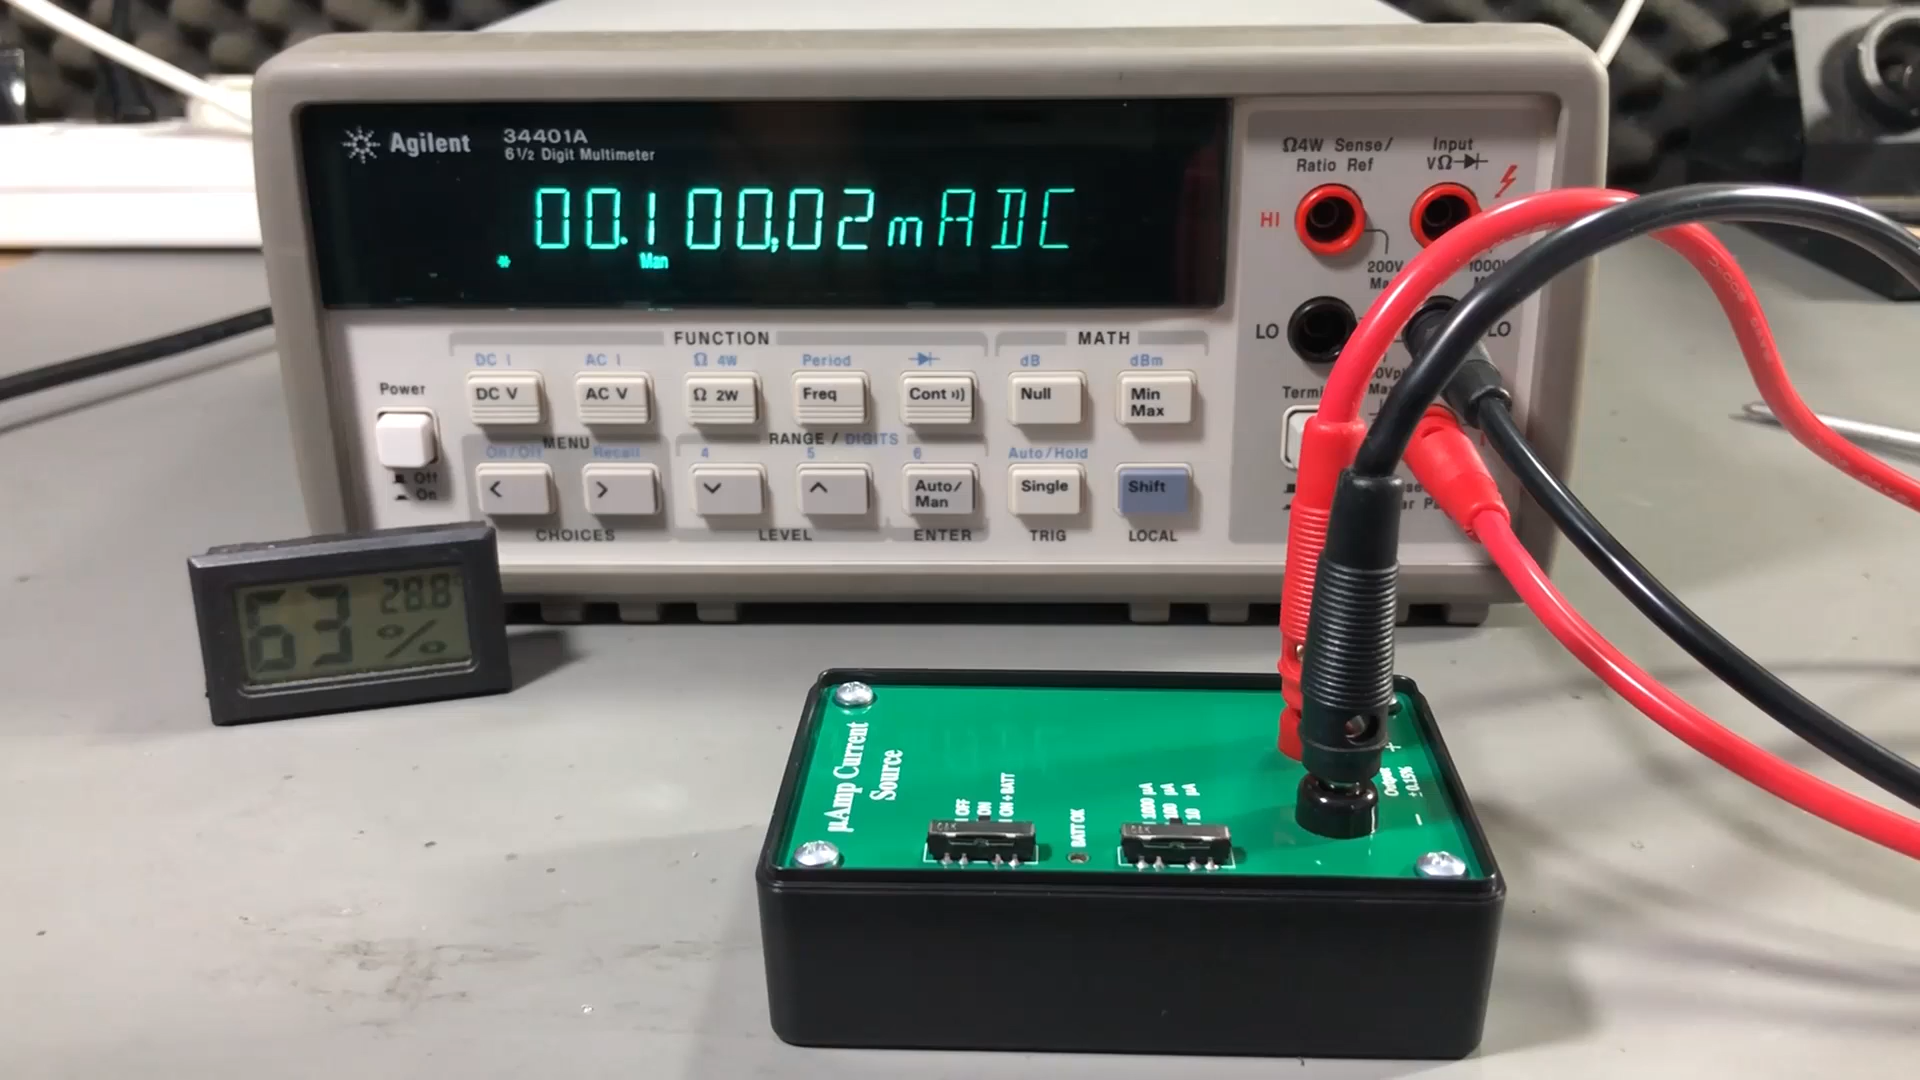 Agilent
34401A
6½ Digit Multimeter
00.100,02 mADC
*
Man
Ω4W Sense/
Ratio Ref
Input
VΩ
HI
200V
1000V
LO
LO
FUNCTION
MATH
DC I
AC I
Ω 4W
Period
dB
dBm
Power
DC V
AC V
Ω 2W
Freq
Cont
Null
Min
Max
MENU
RANGE / DIGITS
On/Off
Recall
4
5
6
Auto/Hold
Off
On
<
>
Auto/
Man
Single
Shift
CHOICES
LEVEL
ENTER
TRIG
LOCAL
63 %
28.8°
µAmp Current
Source
OFF
ON
ON+BATT
C&K
BATT OK
1000 µA
100 µA
10 µA
C&K
Output
±0.15%
+
-